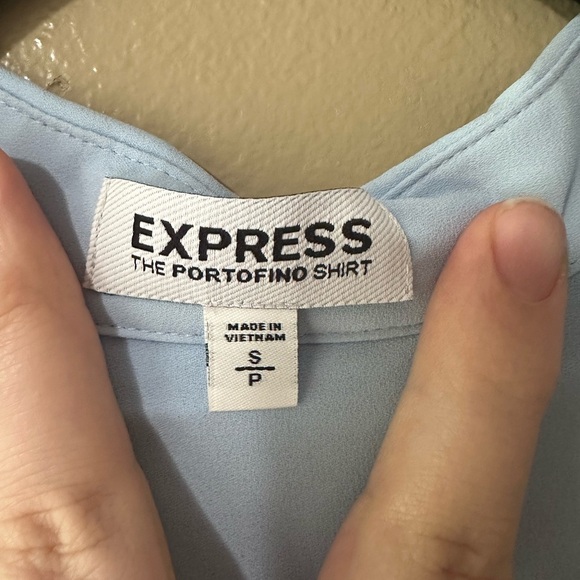 EXPRESS
THE PORTOFINO SHIRT
MADE IN
VIETNAM
S
P